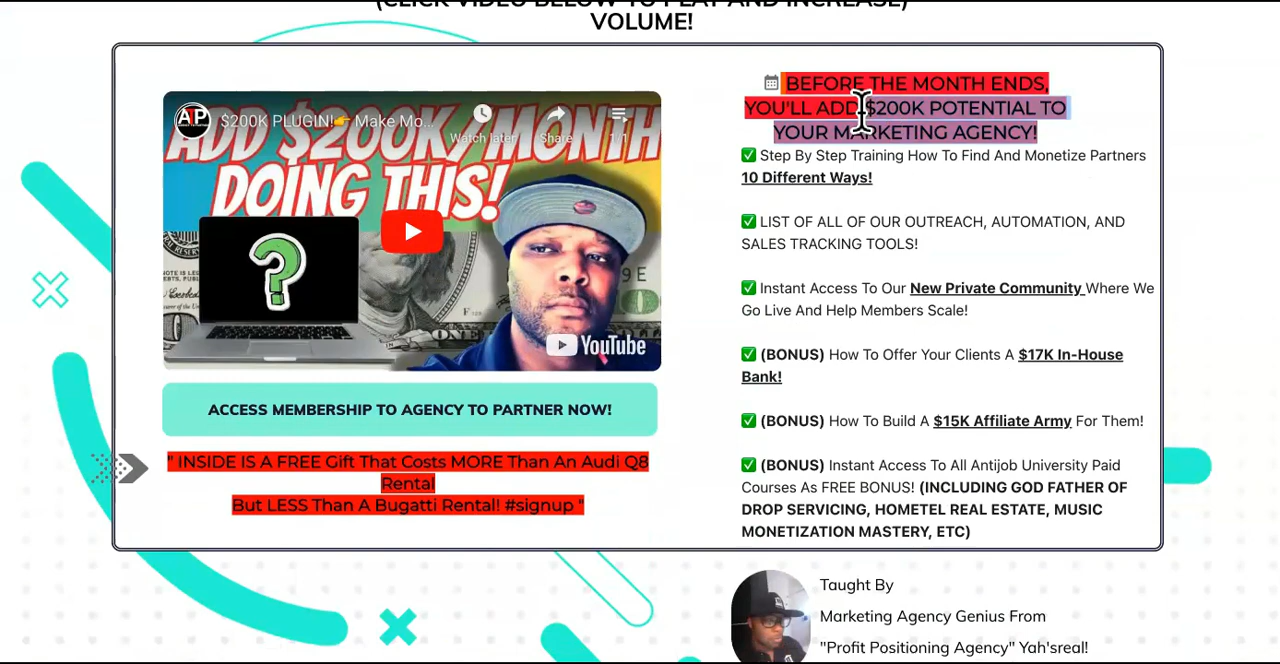 (CLICK VIDEO BELOW TO PLAY AND INCREASE)
VOLUME!
AP
$200K PLUGIN!👉 Make Mo...
Watch later
Share
1/1
ADD $200K/MONTH
DOING THIS!
YouTube
ACCESS MEMBERSHIP TO AGENCY TO PARTNER NOW!
" INSIDE IS A FREE Gift That Costs MORE Than An Audi Q8
Rental
But LESS Than A Bugatti Rental! #signup "
BEFORE THE MONTH ENDS,
YOU'LL ADD $200K POTENTIAL TO
YOUR MARKETING AGENCY!
✅ Step By Step Training How To Find And Monetize Partners
10 Different Ways!
✅ LIST OF ALL OF OUR OUTREACH, AUTOMATION, AND
SALES TRACKING TOOLS!
✅ Instant Access To Our New Private Community Where We
Go Live And Help Members Scale!
✅ (BONUS) How To Offer Your Clients A $17K In-House
Bank!
✅ (BONUS) How To Build A $15K Affiliate Army For Them!
✅ (BONUS) Instant Access To All Antijob University Paid
Courses As FREE BONUS! (INCLUDING GOD FATHER OF
DROP SERVICING, HOMETEL REAL ESTATE, MUSIC
MONETIZATION MASTERY, ETC)
Taught By
Marketing Agency Genius From
"Profit Positioning Agency" Yah'sreal!